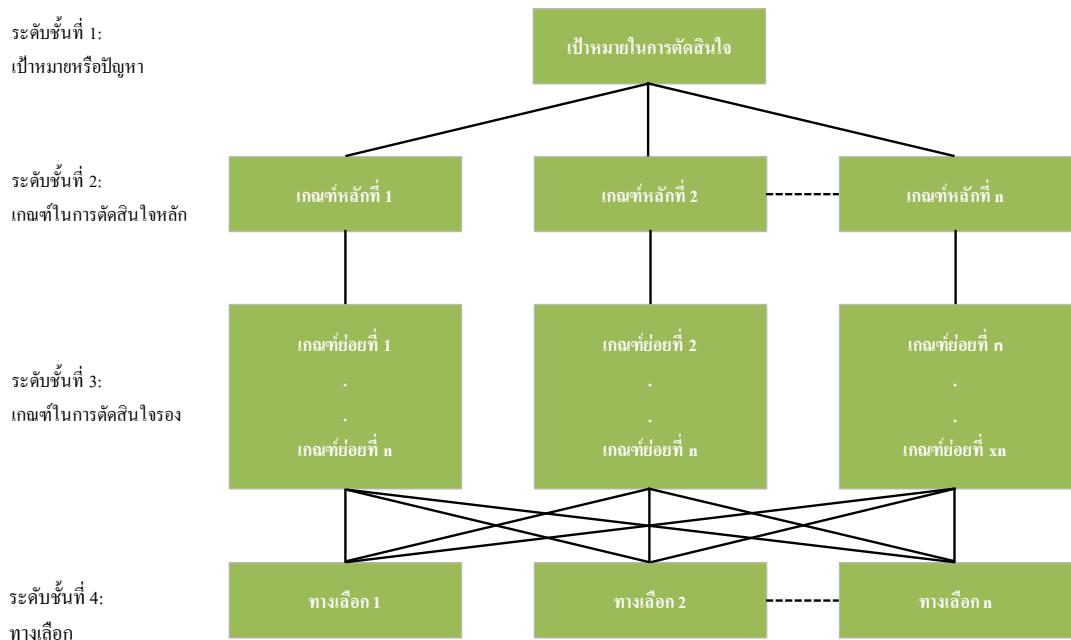 ระดับชั้นที่ 1:
เป้าหมายหรือปัญหา
เป้าหมายในการตัดสินใจ
ระดับชั้นที่ 2:
เกณฑ์ในการตัดสินใจหลัก
เกณฑ์หลักที่ 1
เกณฑ์หลักที่ 2
เกณฑ์หลักที่ n
ระดับชั้นที่ 3:
เกณฑ์ในการตัดสินใจรอง
เกณฑ์ย่อยที่ 1
.
.
เกณฑ์ย่อยที่ n
เกณฑ์ย่อยที่ 2
.
.
เกณฑ์ย่อยที่ n
เกณฑ์ย่อยที่ n
.
.
เกณฑ์ย่อยที่ xn
ระดับชั้นที่ 4:
ทางเลือก
ทางเลือก 1
ทางเลือก 2
ทางเลือก n